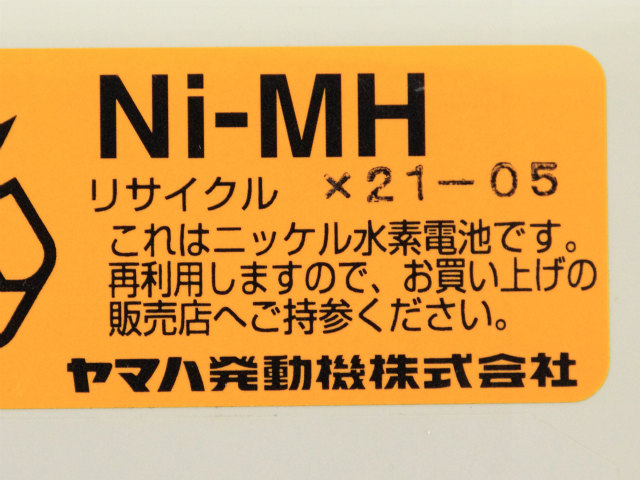 Ni-MH
リサイクル ×21-05
これはニッケル水素電池です。
再利用しますので、お買い上げの
販売店へご持参ください。
ヤマハ発動機株式会社